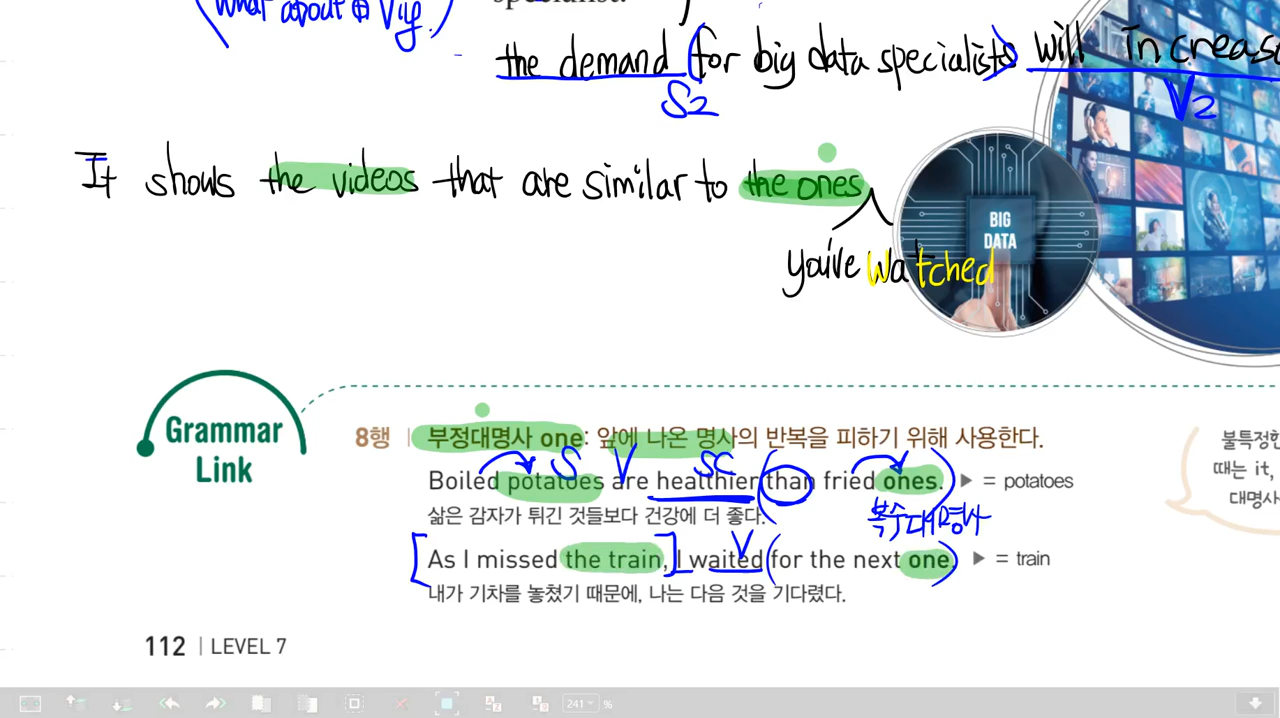 (What about ⊕ Ving.)
specialist.
the demand (for big data specialists) will increase
S2
V2
It shows the videos that are similar to the ones
you've watched
BIG
DATA
Grammar
Link
8행 | 부정대명사 one: 앞에 나온 명사의 반복을 피하기 위해 사용한다.
S V SC
Boiled potatoes are healthier (than fried ones.) ▶ = potatoes
삶은 감자가 튀긴 것들보다 건강에 더 좋다.
복수대명사
V
[As I missed the train,] I waited (for the next one.) ▶ = train
내가 기차를 놓쳤기 때문에, 나는 다음 것을 기다렸다.
불특정한
때는 it,
대명사
112 | LEVEL 7
241 %